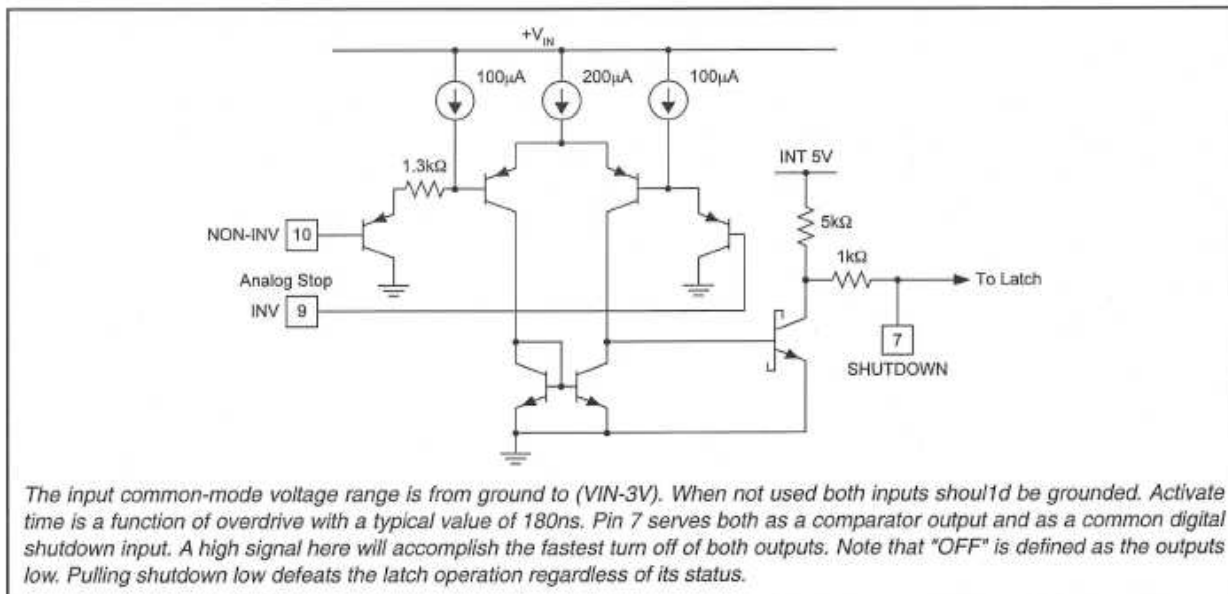 +V_IN
100μA
200μA
100μA
1.3kΩ
INT 5V
5kΩ
1kΩ
NON-INV 10
To Latch
Analog Stop
INV 9
7
SHUTDOWN
The input common-mode voltage range is from ground to (VIN-3V). When not used both inputs shoul1d be grounded. Activate
time is a function of overdrive with a typical value of 180ns. Pin 7 serves both as a comparator output and as a common digital
shutdown input. A high signal here will accomplish the fastest turn off of both outputs. Note that "OFF" is defined as the outputs
low. Pulling shutdown low defeats the latch operation regardless of its status.